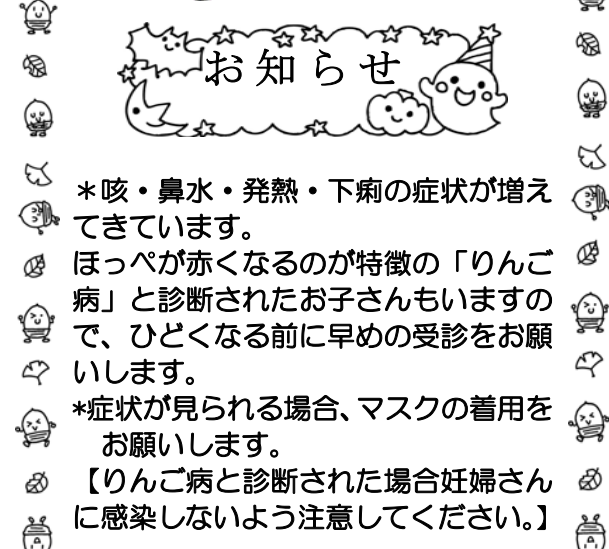 お知らせ
＊咳・鼻水・発熱・下痢の症状が増え
てきています。
ほっぺが赤くなるのが特徴の「りんご
病」と診断されたお子さんもいますの
で、ひどくなる前に早めの受診をお願
いします。
*症状が見られる場合、マスクの着用を
お願いします。
【りんご病と診断された場合妊婦さん
に感染しないよう注意してください。】